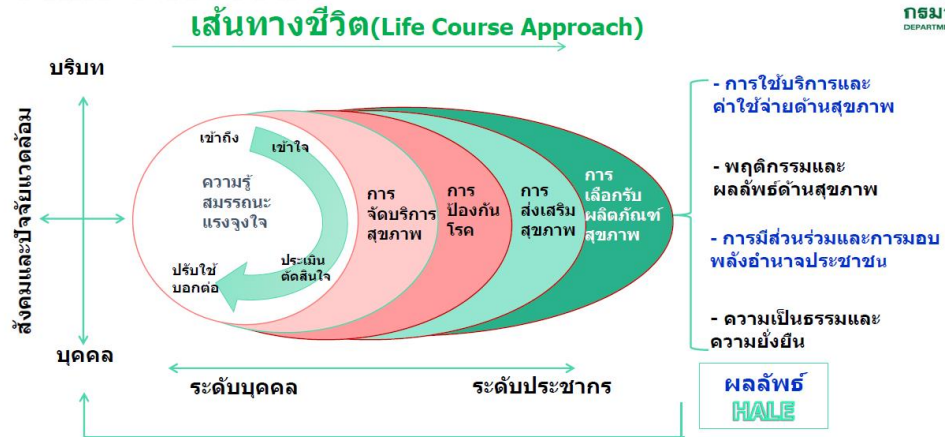 เส้นทางชีวิต(Life Course Approach)
บริบท
สังคมและปัจจัยแวดล้อม
บุคคล
เข้าถึง
เข้าใจ
ความรู้
สมรรถนะ
แรงจูงใจ
ประเมิน
ตัดสินใจ
ปรับใช้
บอกต่อ
การ
จัดบริการ
สุขภาพ
การ
ป้องกัน
โรค
การ
ส่งเสริม
สุขภาพ
การ
เลือกรับ
ผลิตภัณฑ์
สุขภาพ
- การใช้บริการและ
ค่าใช้จ่ายด้านสุขภาพ
- พฤติกรรมและ
ผลลัพธ์ด้านสุขภาพ
- การมีส่วนร่วมและการมอบ
พลังอำนาจประชาชน
- ความเป็นธรรมและ
ความยั่งยืน
ระดับบุคคล
ระดับประชากร
ผลลัพธ์
HALE